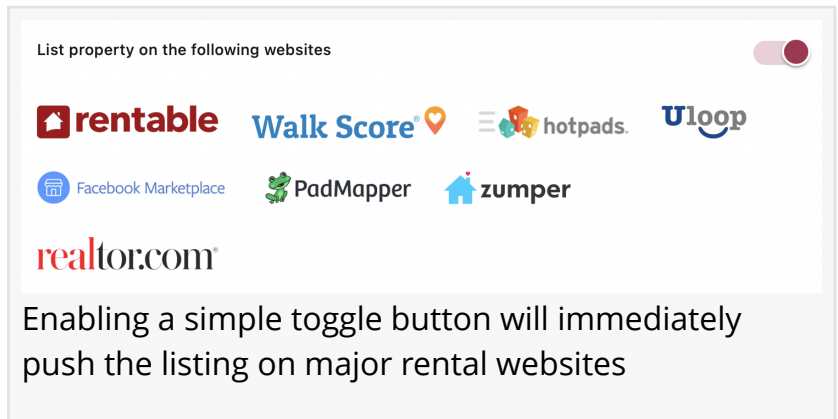 List property on the following websites
rentable Walk Score® hotpads. Uloop
Facebook Marketplace PadMapper zumper
realtor.com®
Enabling a simple toggle button will immediately
push the listing on major rental websites